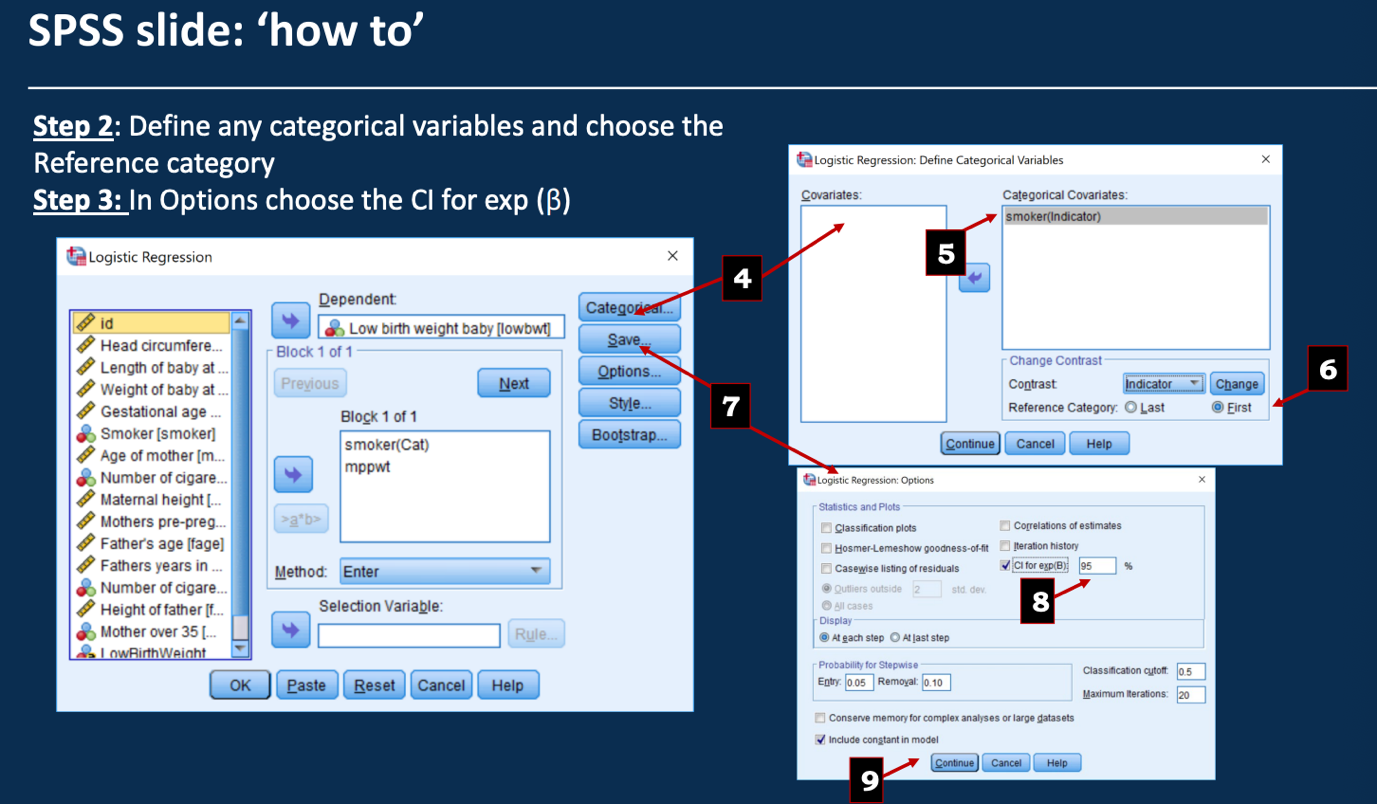 SPSS slide: ‘how to’
Step 2: Define any categorical variables and choose the
Reference category
Step 3: In Options choose the CI for exp (β)
Logistic Regression
id
Head circumfere...
Length of baby at ...
Weight of baby at ...
Gestational age ...
Smoker [smoker]
Age of mother [m...
Number of cigare...
Maternal height [...
Mothers pre-preg...
Father's age [fage]
Fathers years in ...
Number of cigare...
Height of father [f...
Mother over 35 [...
LowBirthWeight
Dependent:
Low birth weight baby [lowbwt]
Block 1 of 1
Previous
Next
Block 1 of 1
smoker(Cat)
mppwt
>a*b>
Method: Enter
Selection Variable:
Rule...
Categorical...
Save...
Options...
Style...
Bootstrap...
OK Paste Reset Cancel Help
4
7
Logistic Regression: Define Categorical Variables
Covariates:
Categorical Covariates:
smoker(Indicator)
5
Change Contrast
Contrast: Indicator Change
Reference Category: Last First
Continue Cancel Help
6
Logistic Regression: Options
Statistics and Plots
Classification plots
Hosmer-Lemeshow goodness-of-fit
Casewise listing of residuals
Outliers outside 2 std. dev.
All cases
Correlations of estimates
Iteration history
CI for exp(B): 95 %
8
Display
At each step At last step
Probability for Stepwise
Entry: 0.05 Removal: 0.10
Classification cutoff: 0.5
Maximum Iterations: 20
Conserve memory for complex analyses or large datasets
Include constant in model
Continue Cancel Help
9